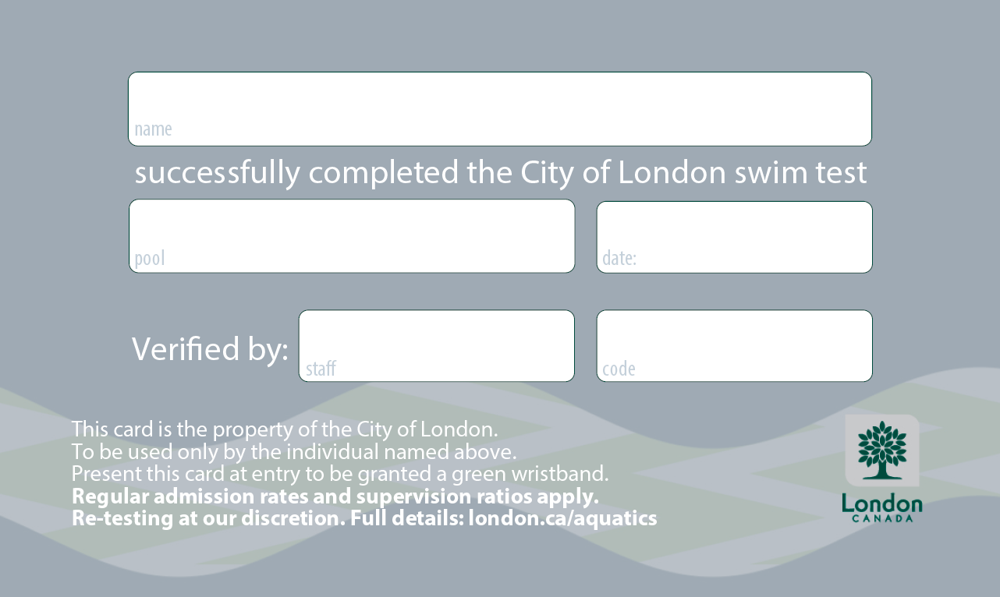 name
successfully completed the City of London swim test
pool
date:
Verified by:
staff
code
This card is the property of the City of London.
To be used only by the individual named above.
Present this card at entry to be granted a green wristband.
Regular admission rates and supervision ratios apply.
Re-testing at our discretion. Full details: london.ca/aquatics
London
CANADA